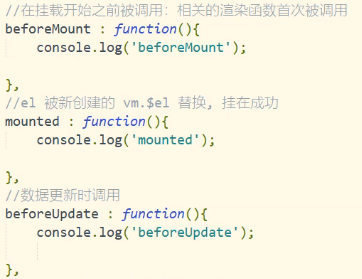 //在挂载开始之前被调用: 相关的渲染函数首次被调用
beforeMount : function(){
console.log('beforeMount');
},
//el 被新创建的 vm.$el 替换, 挂在成功
mounted : function(){
console.log('mounted');
},
//数据更新时调用
beforeUpdate : function(){
console.log('beforeUpdate');
},